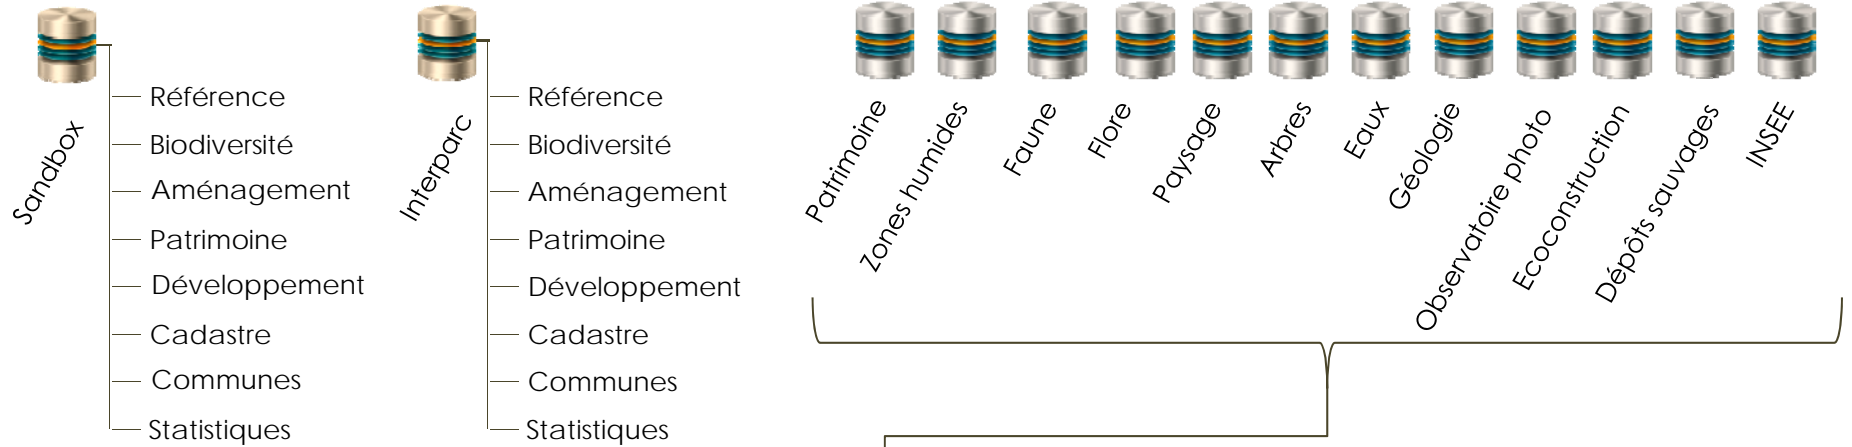 Sandbox
Référence
Biodiversité
Aménagement
Patrimoine
Développement
Cadastre
Communes
Statistiques
Interparc
Référence
Biodiversité
Aménagement
Patrimoine
Développement
Cadastre
Communes
Statistiques
Patrimoine
Zones humides
Faune
Flore
Paysage
Arbres
Eaux
Géologie
Observatoire photo
Ecoconstruction
Dépôts sauvages
INSEE